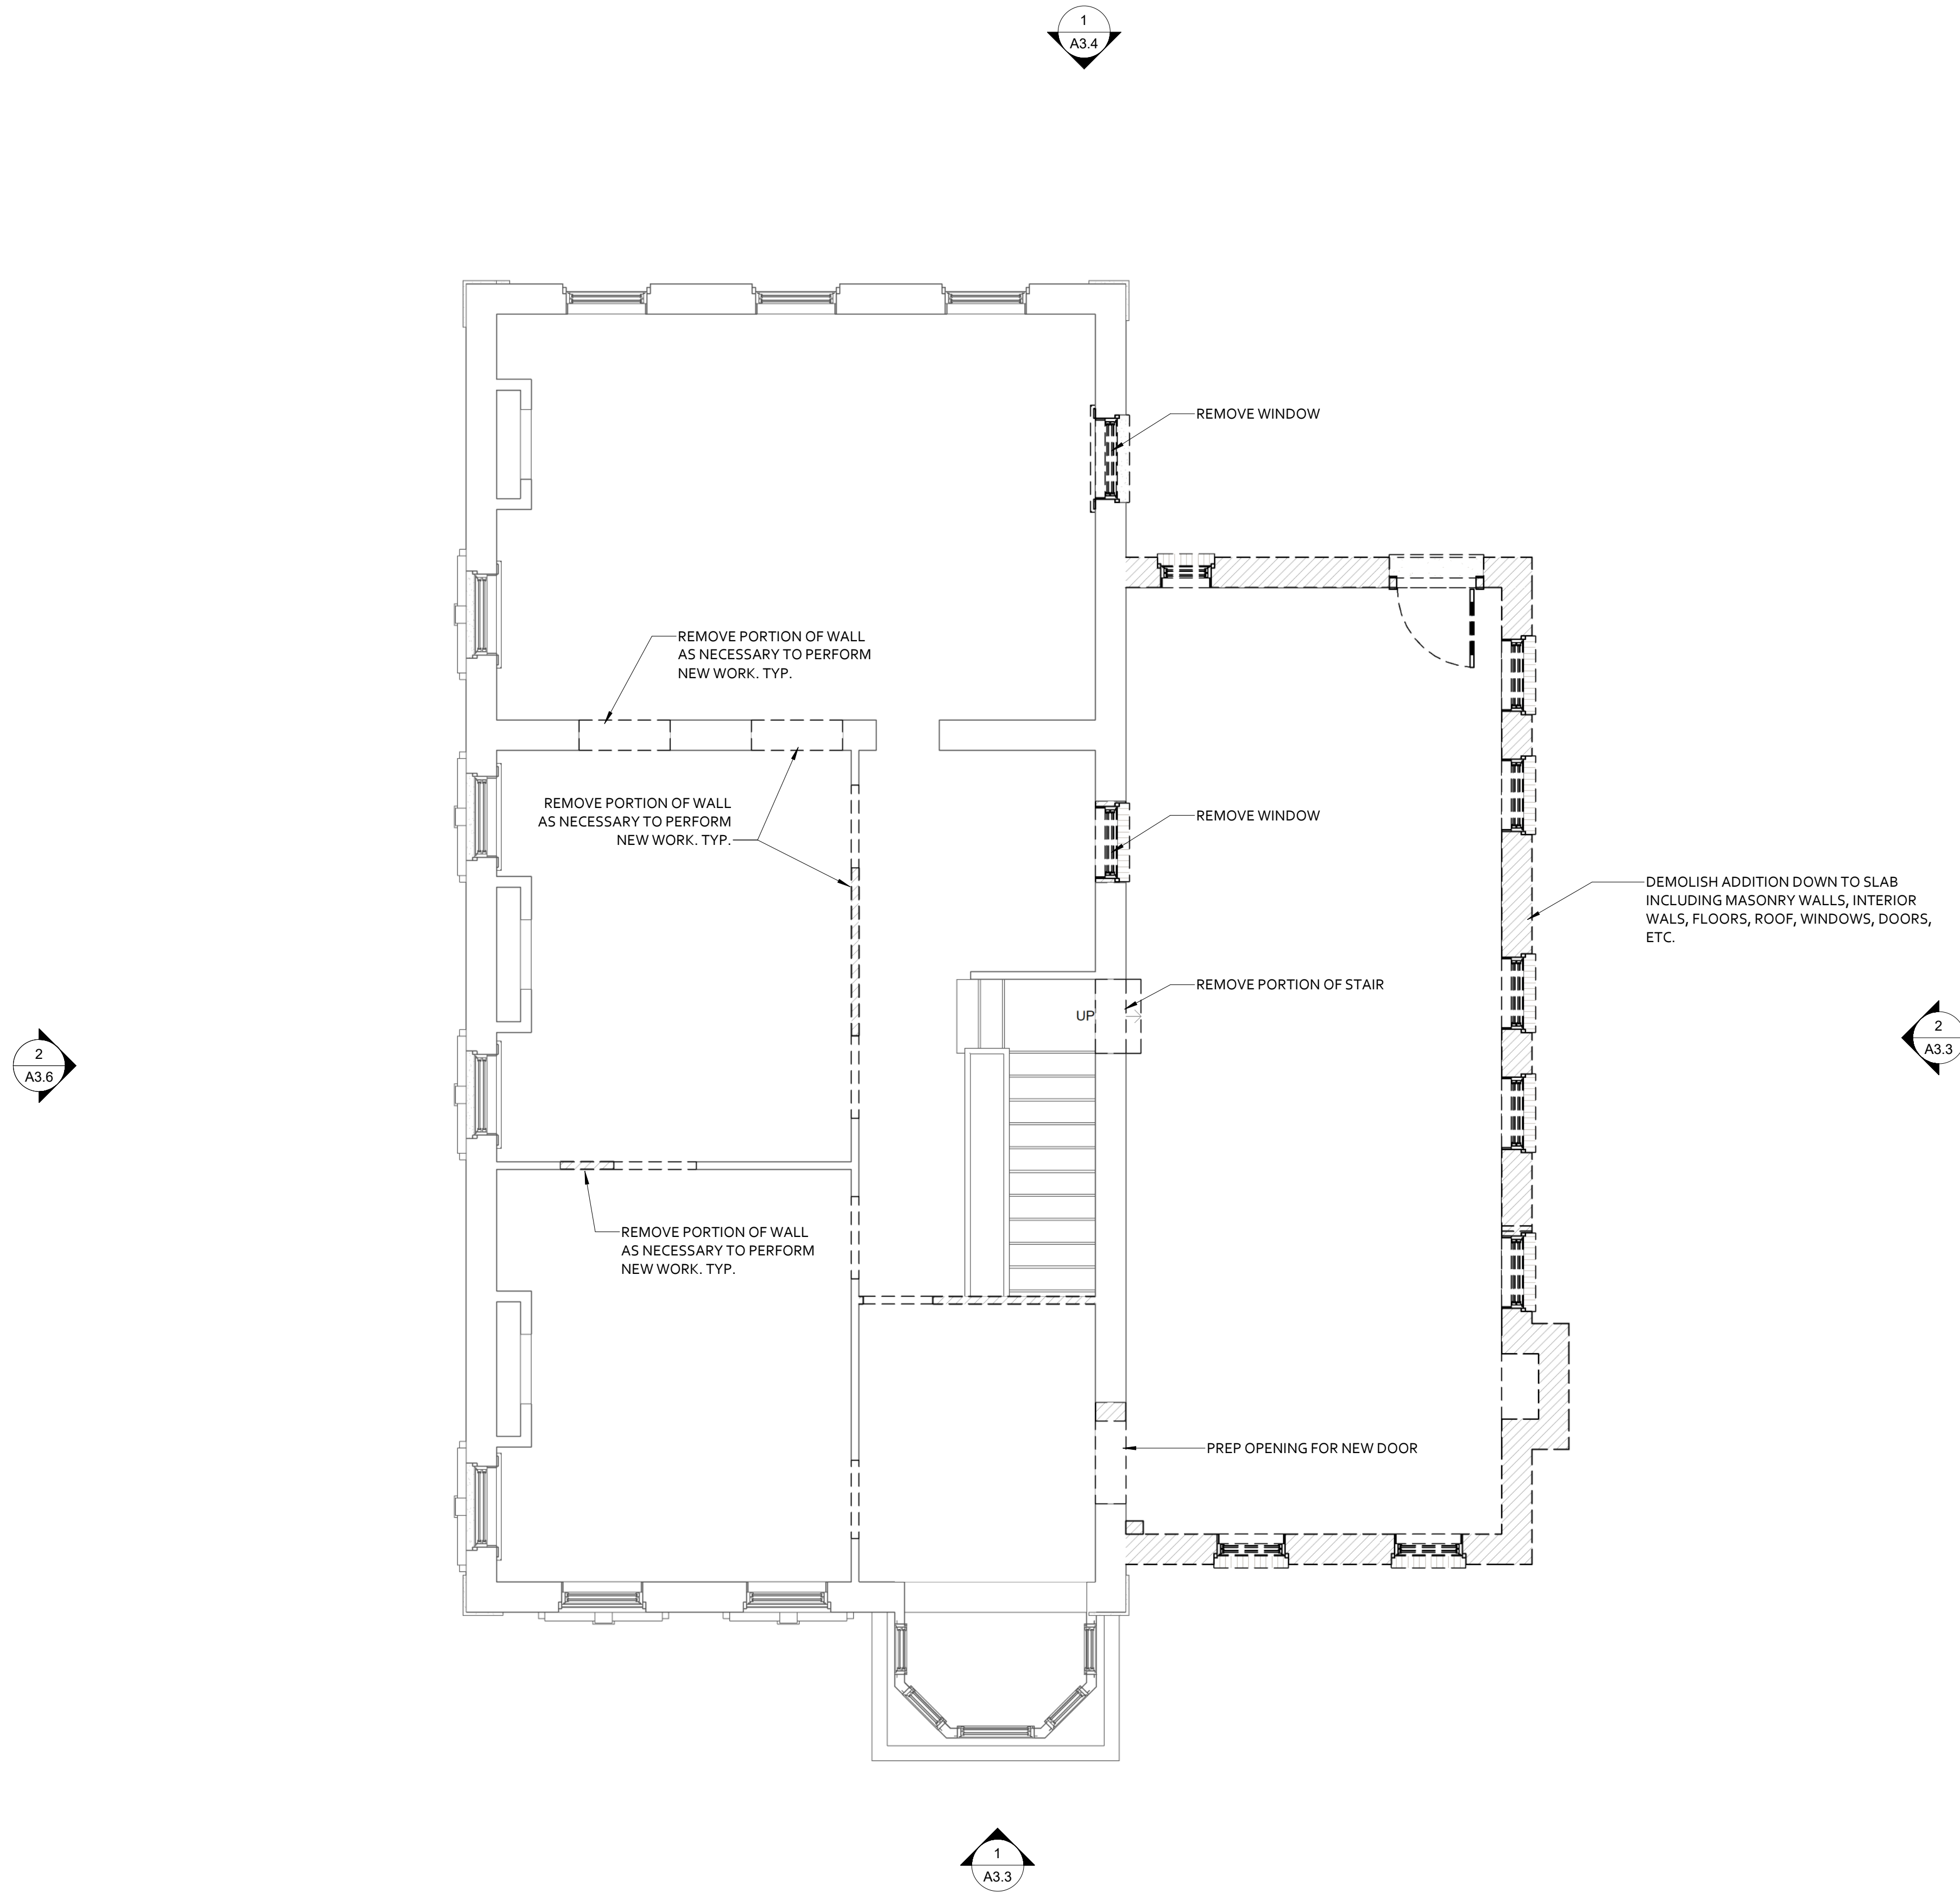 1
A3.4
REMOVE WINDOW
REMOVE PORTION OF WALL
AS NECESSARY TO PERFORM
NEW WORK. TYP.
REMOVE PORTION OF WALL
AS NECESSARY TO PERFORM
NEW WORK. TYP.
REMOVE WINDOW
DEMOLISH ADDITION DOWN TO SLAB
INCLUDING MASONRY WALLS, INTERIOR
WALS, FLOORS, ROOF, WINDOWS, DOORS,
ETC.
REMOVE PORTION OF STAIR
UP
2
A3.6
2
A3.3
REMOVE PORTION OF WALL
AS NECESSARY TO PERFORM
NEW WORK. TYP.
PREP OPENING FOR NEW DOOR
1
A3.3